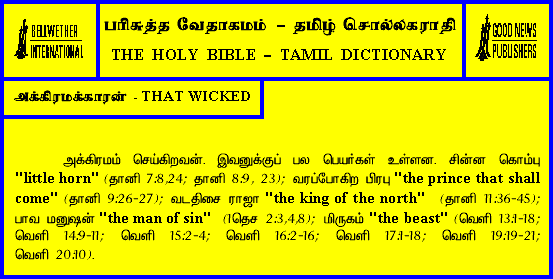 BELLWETHER
INTERNATIONAL
பரிசுத்த வேதாகமம் – தமிழ் சொல்லகராதி
THE HOLY BIBLE – TAMIL DICTIONARY
GOOD NEWS
PUBLISHERS
அக்கிரமக்காரன் - THAT WICKED
அக்கிரமம் செய்கிறவன். இவனுக்குப் பல பெயர்கள் உள்ளன. சின்ன கொம்பு
"little horn" (தானி 7:8,24; தானி 8:9, 23); வரப்போகிற பிரபு "the prince that shall
come" (தானி 9:26-27); வடதிசை ராஜா "the king of the north" (தானி 11:36-45);
பாவ மனுஷன் "the man of sin" (1தெச 2:3,4,8); மிருகம் "the beast" (வெளி 13:1-18;
வெளி 14:9-11; வெளி 15:2-4; வெளி 16:2-16; வெளி 17:1-18; வெளி 19:19-21;
வெளி 20:10).